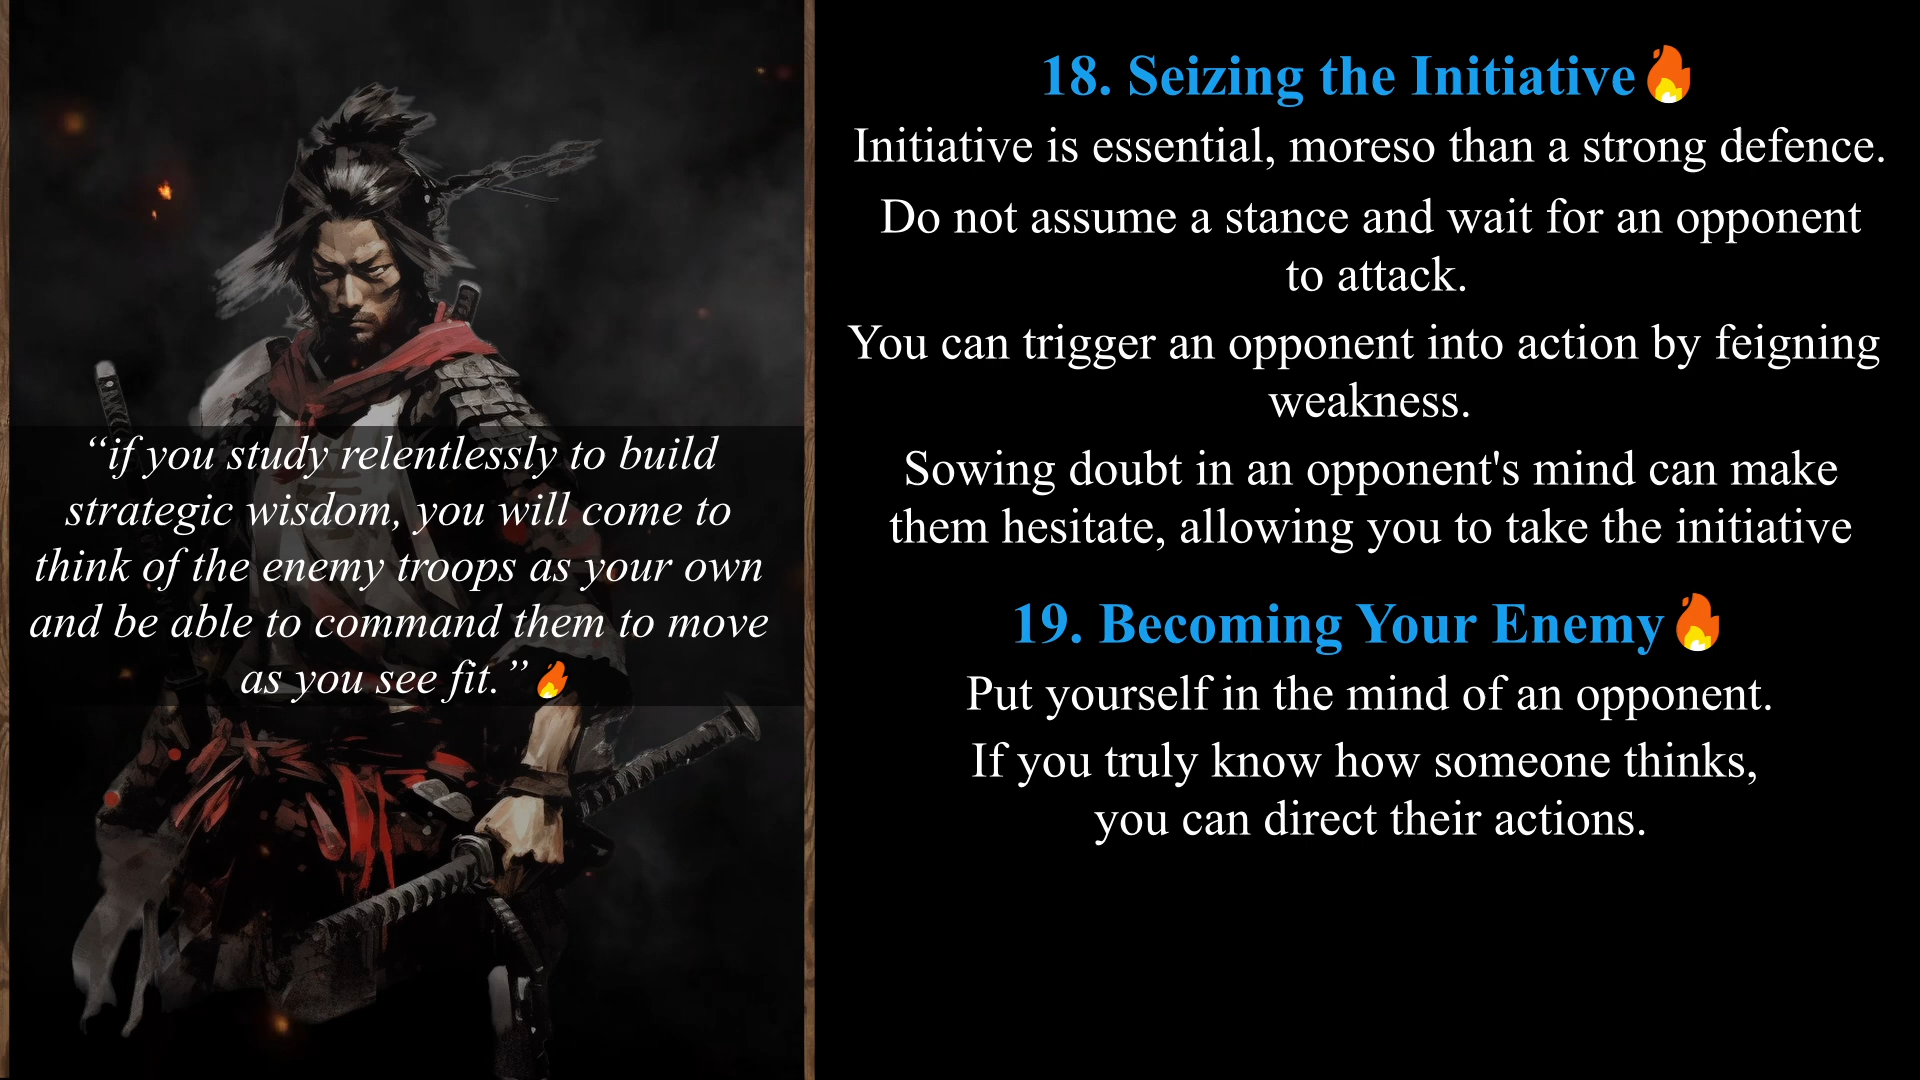 “if you study relentlessly to build
strategic wisdom, you will come to
think of the enemy troops as your own
and be able to command them to move
as you see fit.”🔥
18. Seizing the Initiative🔥
Initiative is essential, moreso than a strong defence.
Do not assume a stance and wait for an opponent
to attack.
You can trigger an opponent into action by feigning
weakness.
Sowing doubt in an opponent's mind can make
them hesitate, allowing you to take the initiative
19. Becoming Your Enemy🔥
Put yourself in the mind of an opponent.
If you truly know how someone thinks,
you can direct their actions.